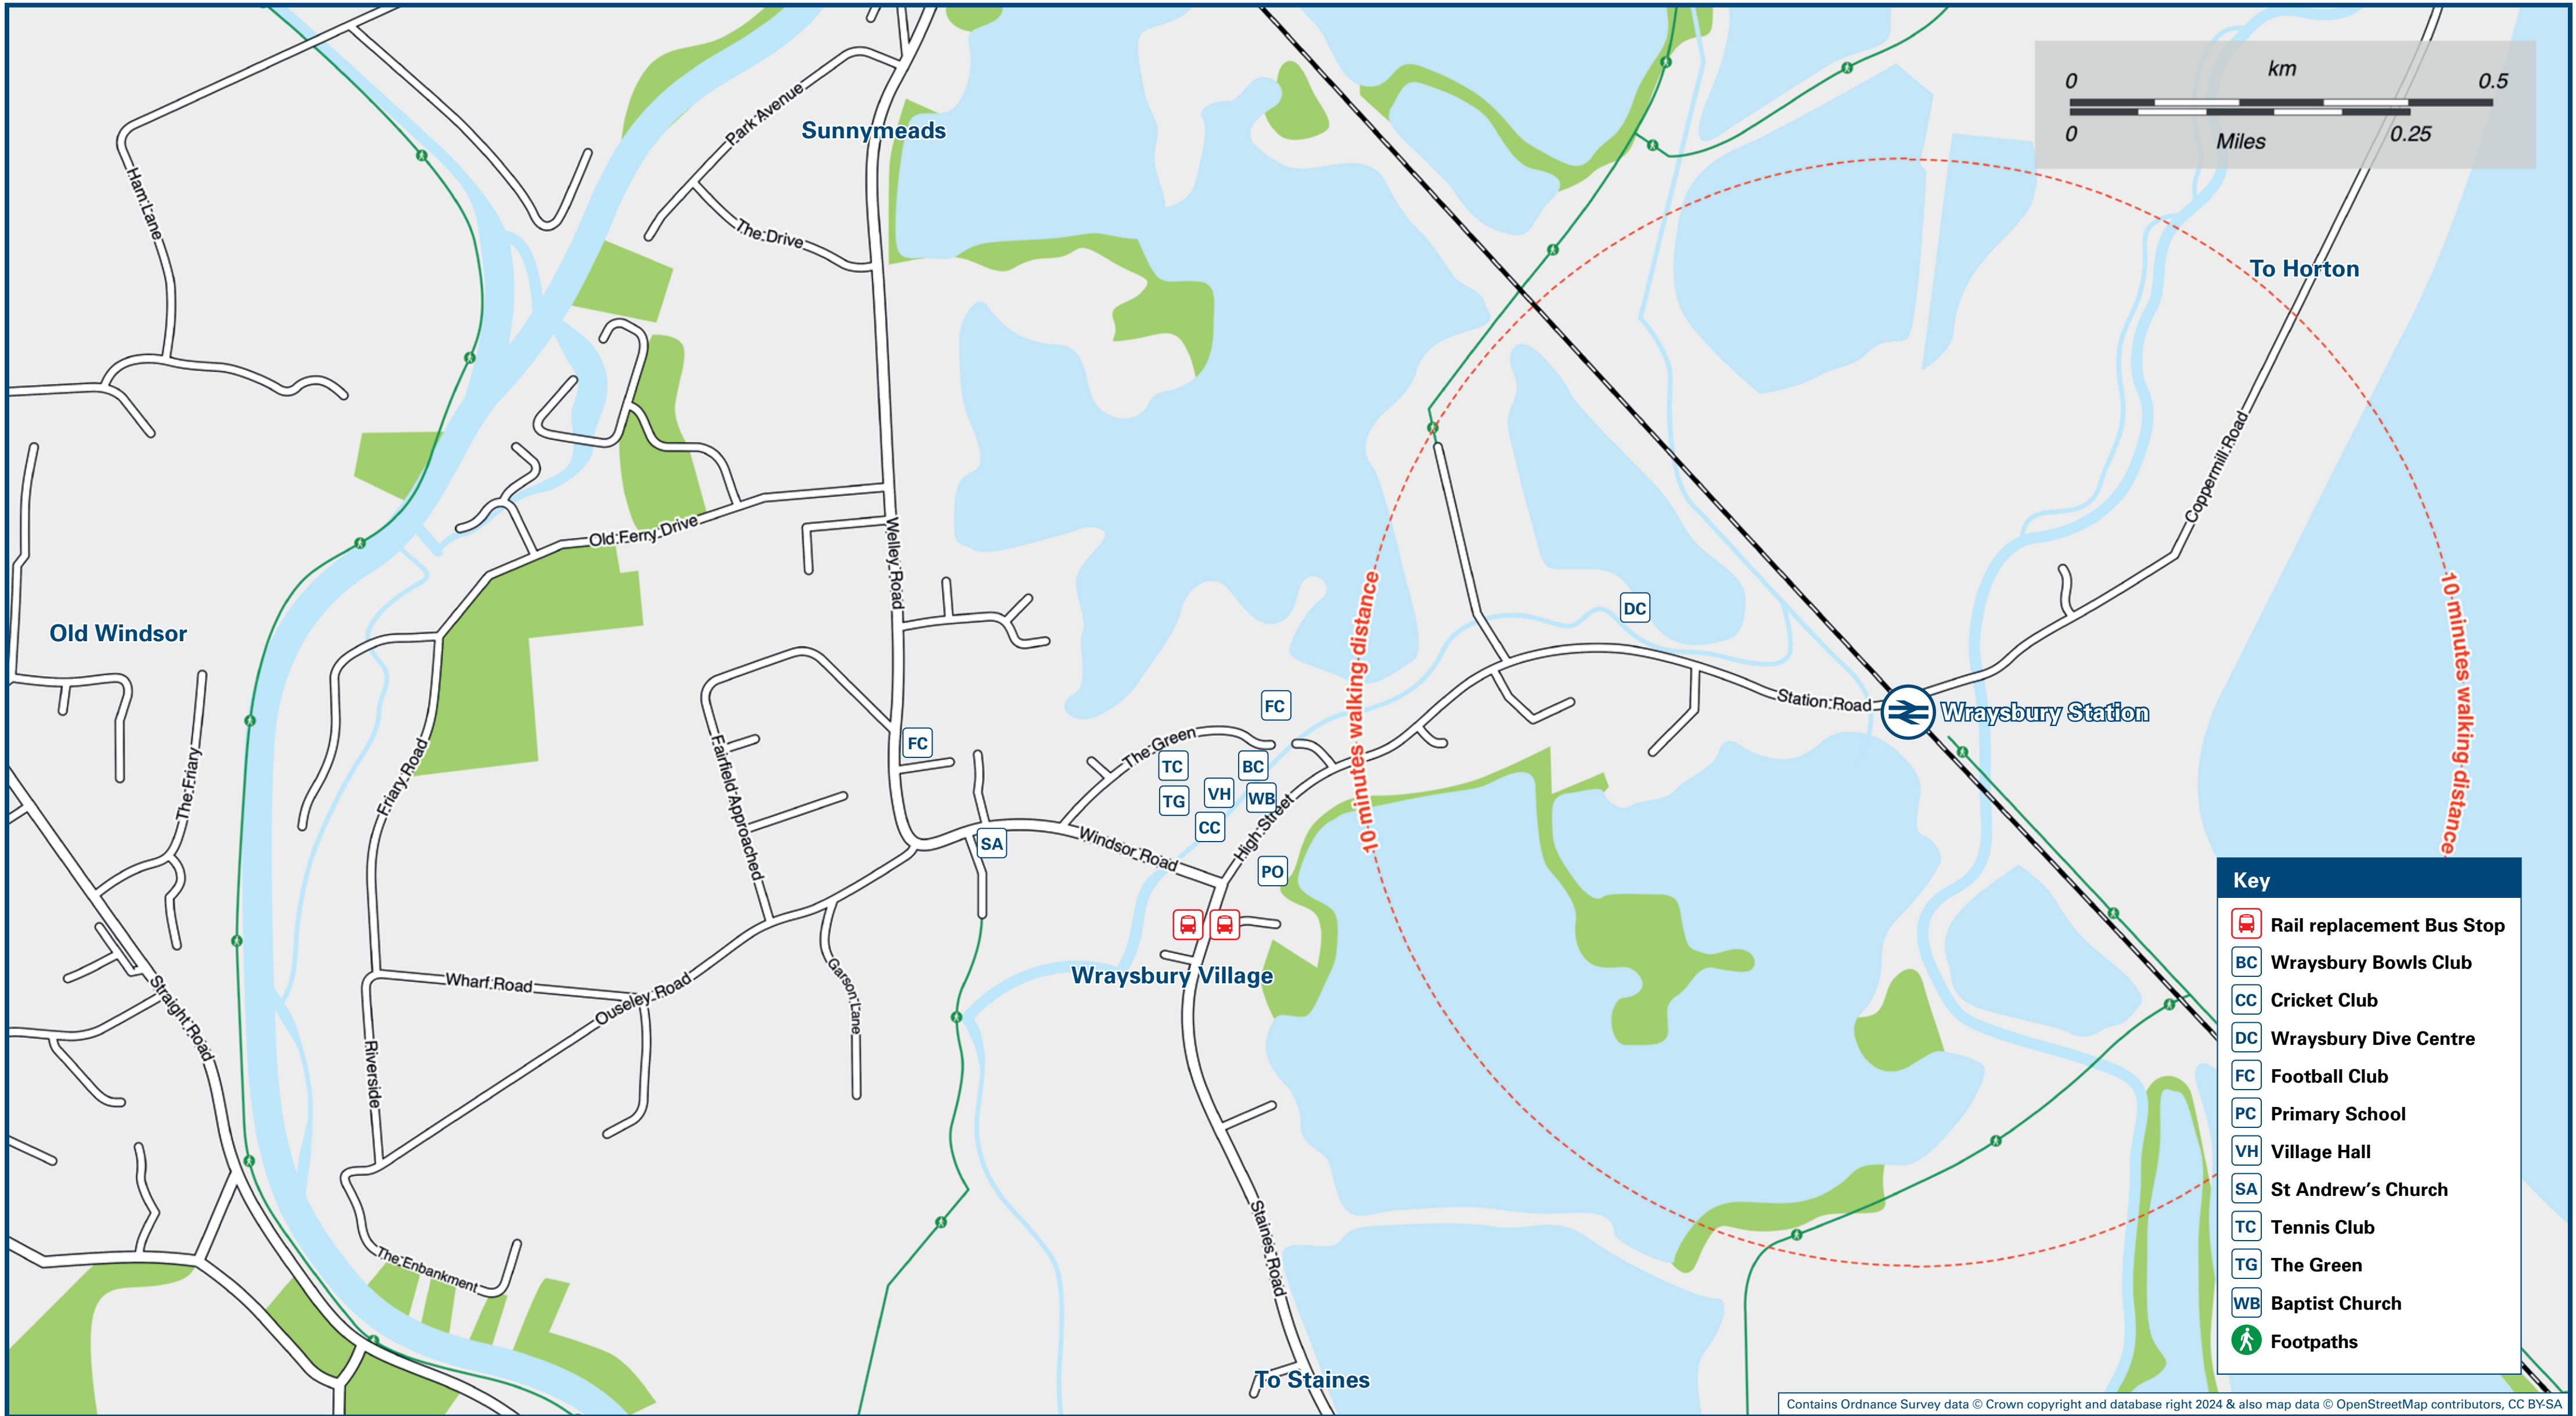 km
0
0.5
0
0.25
Miles
Sunnymeads
Park Avenue
The Drive
Ham Lane
To Horton
Coppermill Road
Old Ferry Drive
Welley Road
Old Windsor
10 minutes walking distance
10 minutes walking distance
DC
Station Road
Wraysbury Station
FC
FC
The Green
TC
BC
TG
VH
WB
CC
High Street
SA
Windsor Road
PO
Fairfield Approached
Friary Road
The Friary
Wraysbury Village
Wharf Road
Ouseley Road
Garson Lane
Straight Road
Riverside
The Enbankment
Staines Road
To Staines
Key
Rail replacement Bus Stop
BC Wraysbury Bowls Club
CC Cricket Club
DC Wraysbury Dive Centre
FC Football Club
PC Primary School
VH Village Hall
SA St Andrew’s Church
TC Tennis Club
TG The Green
WB Baptist Church
Footpaths
Contains Ordnance Survey data © Crown copyright and database right 2024 & also map data © OpenStreetMap contributors, CC BY-SA